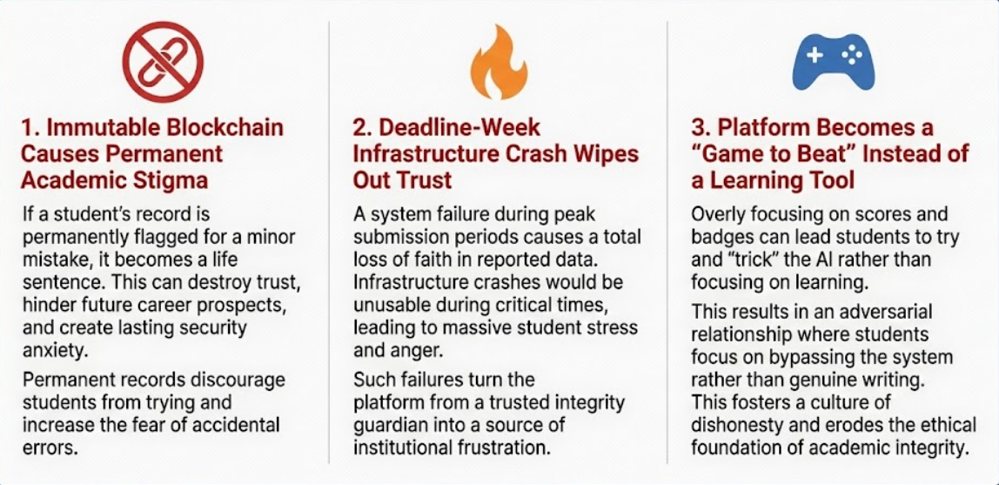 1. Immutable Blockchain
Causes Permanent
Academic Stigma
If a student's record is
permanently flagged for a minor
mistake, it becomes a life
sentence. This can destroy trust,
hinder future career prospects,
and create lasting security
anxiety.
Permanent records discourage
students from trying and
increase the fear of accidental
errors.
2. Deadline-Week
Infrastructure Crash Wipes
Out Trust
A system failure during peak
submission periods causes a total
loss of faith in reported data.
Infrastructure crashes would be
unusable during critical times,
leading to massive student stress
and anger.
Such failures turn the
platform from a trusted integrity
guardian into a source of
institutional frustration.
3. Platform Becomes a
“Game to Beat” Instead of
a Learning Tool
Overly focusing on scores and
badges can lead students to try
and “trick” the AI rather than
focusing on learning.
This results in an adversarial
relationship where students
focus on bypassing the system
rather than genuine writing.
This fosters a culture of
dishonesty and erodes the ethical
foundation of academic integrity.